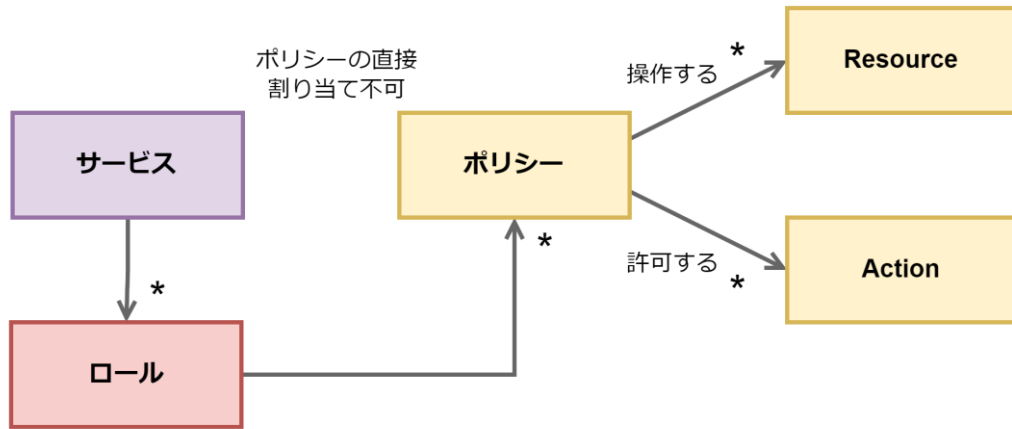 ポリシーの直接
割り当て不可
操作する
*
Resource
サービス
ポリシー
*
*
許可する
*
Action
ロール